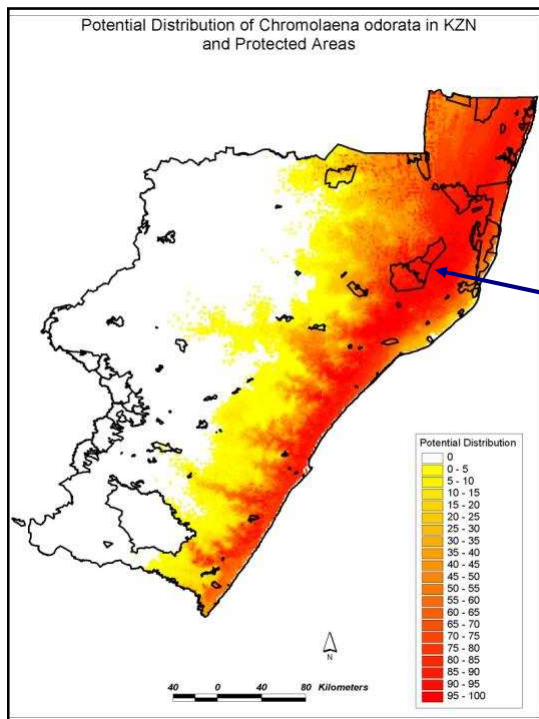 Potential Distribution of Chromolaena odorata in KZN
and Protected Areas
Potential Distribution
0
0 - 5
5 - 10
10 - 15
15 - 20
20 - 25
25 - 30
30 - 35
35 - 40
40 - 45
45 - 50
50 - 55
55 - 60
60 - 65
65 - 70
70 - 75
75 - 80
80 - 85
85 - 90
90 - 95
95 - 100
N
40 0 40 80 Kilometers